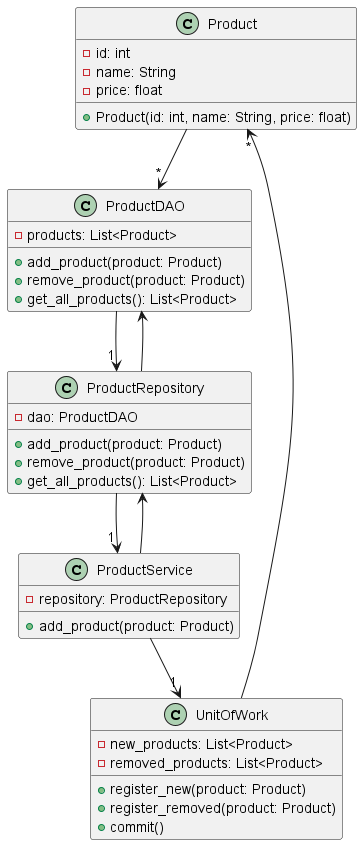 C Product
id: int
name: String
price: float
Product(id: int, name: String, price: float)
*
*
C ProductDAO
products: List<Product>
add_product(product: Product)
remove_product(product: Product)
get_all_products(): List<Product>
1
C ProductRepository
dao: ProductDAO
add_product(product: Product)
remove_product(product: Product)
get_all_products(): List<Product>
1
C ProductService
repository: ProductRepository
add_product(product: Product)
1
C UnitOfWork
new_products: List<Product>
removed_products: List<Product>
register_new(product: Product)
register_removed(product: Product)
commit()